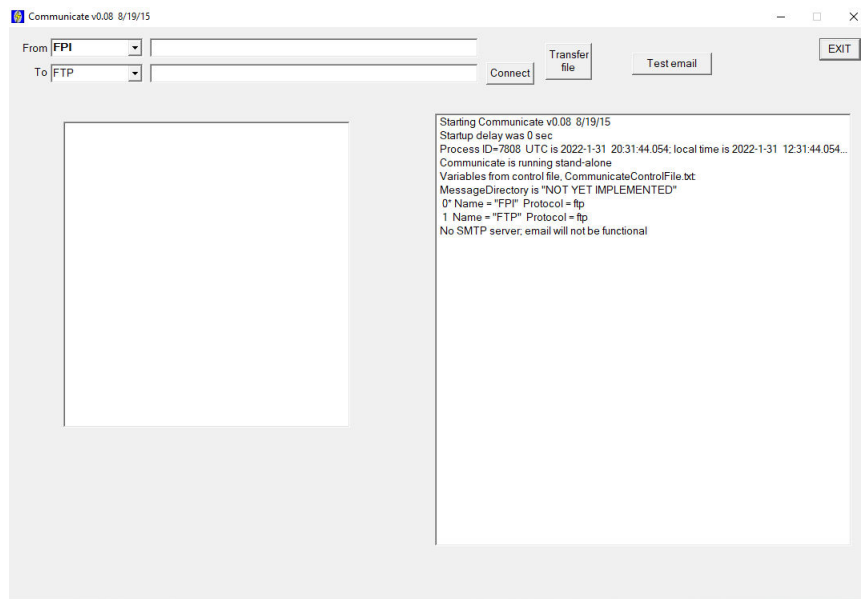 Communicate v0.08 8/19/15
From FPI
To FTP
Connect
Transfer
file
Test email
EXIT
Starting Communicate v0.08 8/19/15
Startup delay was 0 sec
Process ID=7808 UTC is 2022-1-31 20:31:44.054; local time is 2022-1-31 12:31:44.054...
Communicate is running stand-alone
Variables from control file, CommunicateControlFile.txt:
MessageDirectory is "NOT YET IMPLEMENTED"
0* Name = "FPI" Protocol = ftp
1 Name = "FTP" Protocol = ftp
No SMTP server; email will not be functional